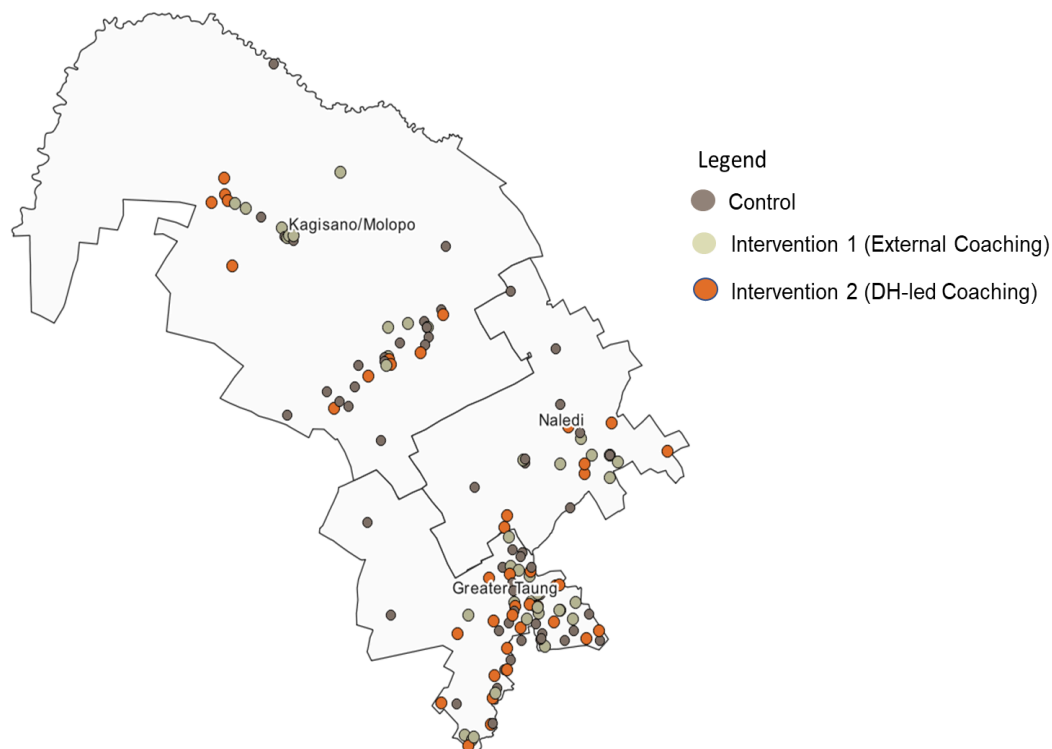 Legend
Control
Kagisano/Molopo
Intervention 1 (External Coaching)
Intervention 2 (DH-led Coaching)
Naledi
Greater Taung